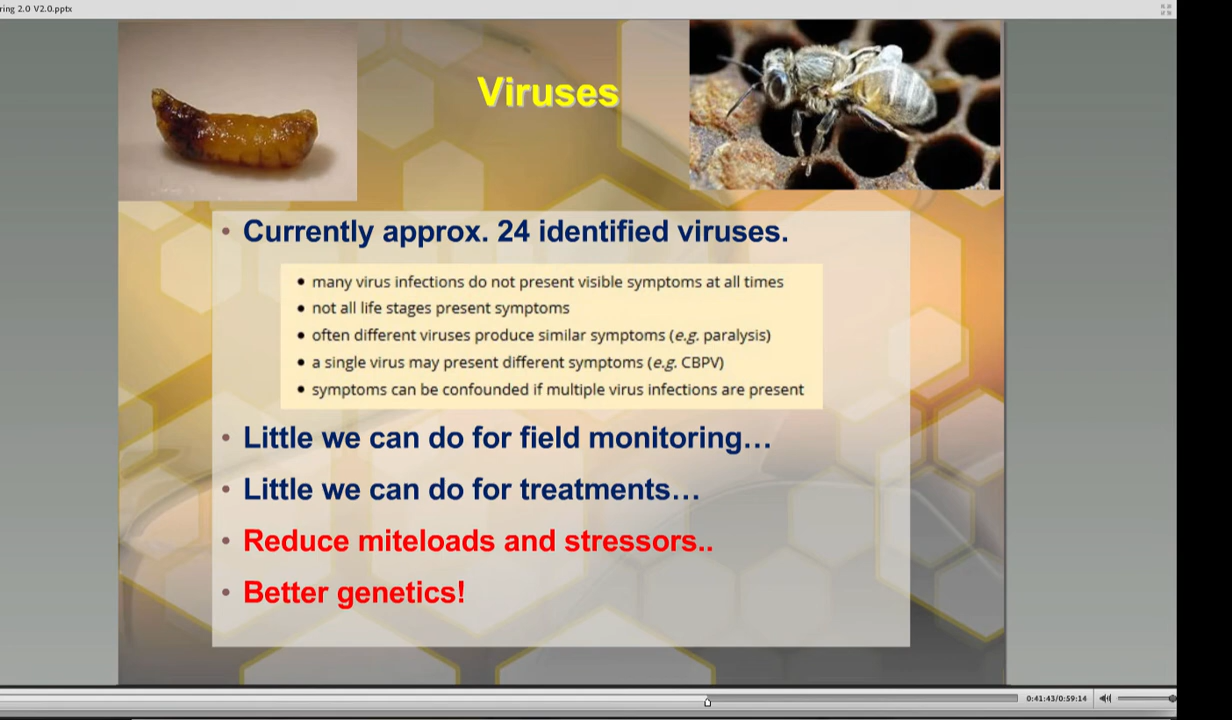 ring 2.0 V2.0.pptx
Viruses
• Currently approx. 24 identified viruses.
• many virus infections do not present visible symptoms at all times
• not all life stages present symptoms
• often different viruses produce similar symptoms (e.g. paralysis)
• a single virus may present different symptoms (e.g. CBPV)
• symptoms can be confounded if multiple virus infections are present
• Little we can do for field monitoring…
• Little we can do for treatments…
• Reduce miteloads and stressors..
• Better genetics!
0:41:43/0:59:14